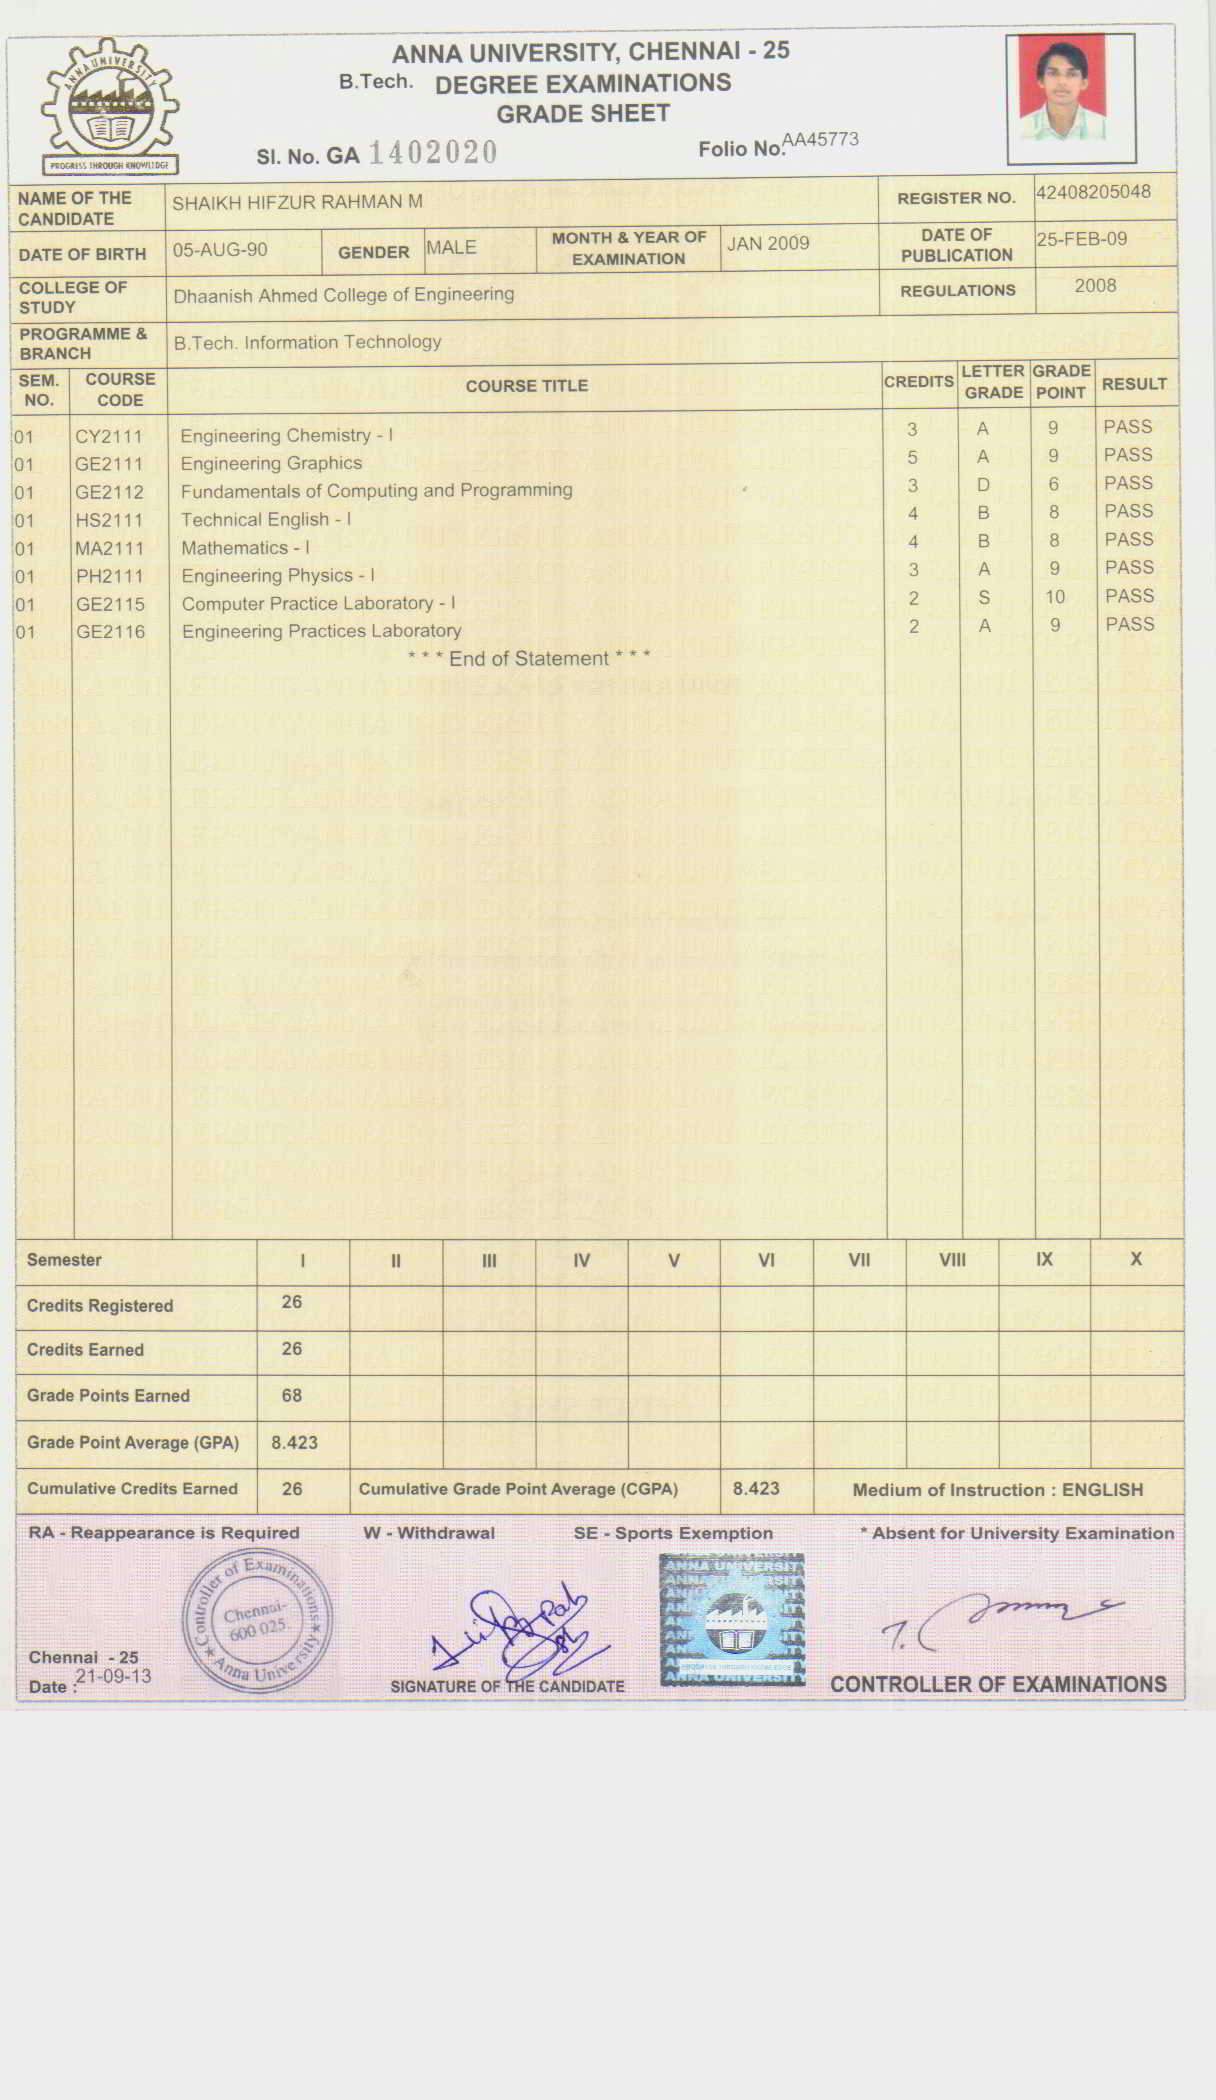 ANNA UNIVERSITY, CHENNAI - 25
B.Tech. DEGREE EXAMINATIONS
GRADE SHEET
ANNA UNIVERSITY
PROGRESS THROUGH KNOWLEDGE
Sl. No. GA 1402020 Folio No. AA45773
NAME OF THE CANDIDATE SHAIKH HIFZUR RAHMAN M REGISTER NO. 42408205048
DATE OF BIRTH 05-AUG-90 GENDER MALE MONTH & YEAR OF EXAMINATION JAN 2009 DATE OF PUBLICATION 25-FEB-09
COLLEGE OF STUDY Dhaanish Ahmed College of Engineering REGULATIONS 2008
PROGRAMME & BRANCH B.Tech. Information Technology
SEM. NO. COURSE CODE COURSE TITLE CREDITS LETTER GRADE GRADE POINT RESULT
01 CY2111 Engineering Chemistry - I 3 A 9 PASS
01 GE2111 Engineering Graphics 5 A 9 PASS
01 GE2112 Fundamentals of Computing and Programming 3 D 6 PASS
01 HS2111 Technical English - I 4 B 8 PASS
01 MA2111 Mathematics - I 4 B 8 PASS
01 PH2111 Engineering Physics - I 3 A 9 PASS
01 GE2115 Computer Practice Laboratory - I 2 S 10 PASS
01 GE2116 Engineering Practices Laboratory 2 A 9 PASS
* * * End of Statement * * *
Semester I II III IV V VI VII VIII IX X
Credits Registered 26
Credits Earned 26
Grade Points Earned 68
Grade Point Average (GPA) 8.423
Cumulative Credits Earned 26 Cumulative Grade Point Average (CGPA) 8.423 Medium of Instruction : ENGLISH
RA - Reappearance is Required W - Withdrawal SE - Sports Exemption * Absent for University Examination
Controller of Examinations
Chennai-
600 025
Anna University
ANNA UNIVERSITY
Chennai - 25
Date : 21-09-13
SIGNATURE OF THE CANDIDATE
CONTROLLER OF EXAMINATIONS